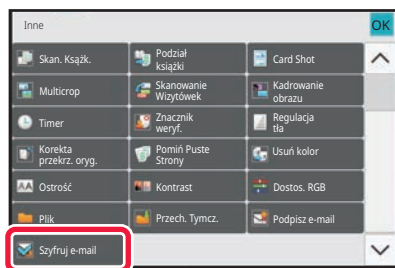 Inne
OK
Skan. Książk.
Podział
książki
Card Shot
Multicrop
Skanowanie
Wizytówek
Kadrowanie
obrazu
Timer
Znacznik
weryf.
Regulacja
tła
Korekta
przekrz. oryg.
Pomiń Puste
Strony
Usuń kolor
Ostrość
Kontrast
Dostos. RGB
Plik
Przech. Tymcz.
Podpisz e-mail
Szyfruj e-mail